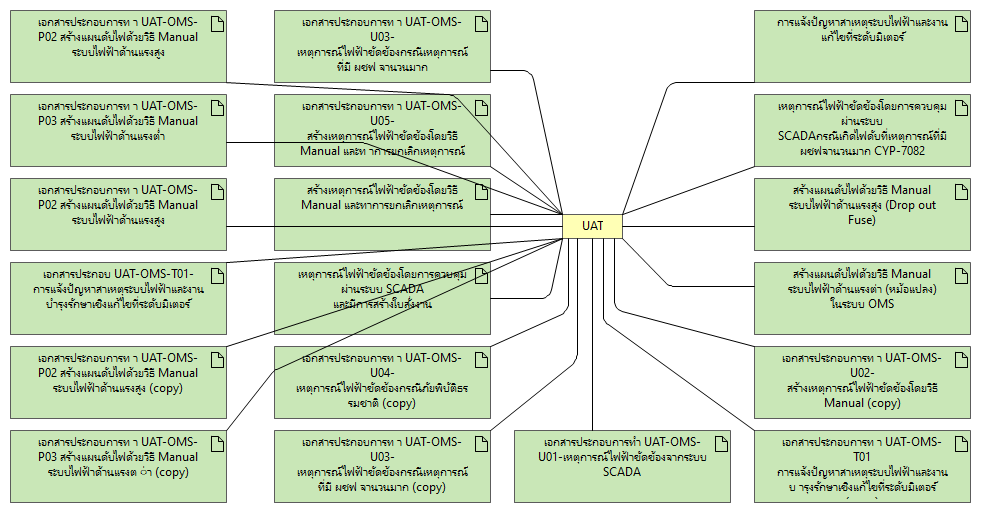 เอกสารประกอบการท า UAT-OMS-
P02 สร้างแผนดับไฟด้วยวิธี Manual
ระบบไฟฟ้าด้านแรงสูง
เอกสารประกอบการท า UAT-OMS-
U03-
เหตุการณ์ไฟฟ้าขัดข้องกรณีเหตุการณ์
ที่มี ผชฟ จานวนมาก
การแจ้งปัญหาสาเหตุระบบไฟฟ้าและงาน
แก้ไขที่ระดับมิเตอร์
เอกสารประกอบการท า UAT-OMS-
P03 สร้างแผนดับไฟด้วยวิธี Manual
ระบบไฟฟ้าด้านแรงต่ำ
เอกสารประกอบการท า UAT-OMS-
U05-
สร้างเหตุการณ์ไฟฟ้าขัดข้องโดยวิธี
Manual และท าการยกเลิกเหตุการณ์
เหตุการณ์ไฟฟ้าขัดข้องโดยการควบคุม
ผ่านระบบ
SCADAกรณีเกิดไฟดับที่เหตุการณ์ที่มี
ผชฟจำนวนมาก CYP-7082
เอกสารประกอบการท า UAT-OMS-
P02 สร้างแผนดับไฟด้วยวิธี Manual
ระบบไฟฟ้าด้านแรงสูง
สร้างเหตุการณ์ไฟฟ้าขัดข้องโดยวิธี
Manual และทาการยกเลิกเหตุการณ์
สร้างแผนดับไฟด้วยวิธี Manual
ระบบไฟฟ้าด้านแรงสูง (Drop out
Fuse)
UAT
เอกสารประกอบ UAT-OMS-T01-
การแจ้งปัญหาสาเหตุระบบไฟฟ้าและงาน
บำรุงรักษาเชิงแก้ไขที่ระดับมิเตอร์
เหตุการณ์ไฟฟ้าขัดข้องโดยการควบคุม
ผ่านระบบ SCADA
และมีการสร้างใบสั่งงาน
สร้างแผนดับไฟด้วยวิธี Manual
ระบบไฟฟ้าด้านแรงต่า (หม้อแปลง)
ในระบบ OMS
เอกสารประกอบการท า UAT-OMS-
P02 สร้างแผนดับไฟด้วยวิธี Manual
ระบบไฟฟ้าด้านแรงสูง (copy)
เอกสารประกอบการท า UAT-OMS-
U04-
เหตุการณ์ไฟฟ้าขัดข้องกรณีภัยพิบัติธร
รมชาติ (copy)
เอกสารประกอบการท า UAT-OMS-
U02-
สร้างเหตุการณ์ไฟฟ้าขัดข้องโดยวิธี
Manual (copy)
เอกสารประกอบการท า UAT-OMS-
P03 สร้างแผนดับไฟด้วยวิธี Manual
ระบบไฟฟ้าด้านแรงต ่า (copy)
เอกสารประกอบการท า UAT-OMS-
U03-
เหตุการณ์ไฟฟ้าขัดข้องกรณีเหตุการณ์
ที่มี ผชฟ จานวนมาก (copy)
เอกสารประกอบการทำ UAT-OMS-
U01-เหตุการณ์ไฟฟ้าขัดข้องจากระบบ
SCADA
เอกสารประกอบการท า UAT-OMS-
T01
การแจ้งปัญหาสาเหตุระบบไฟฟ้าและงาน
บ ารุงรักษาเชิงแก้ไขที่ระดับมิเตอร์